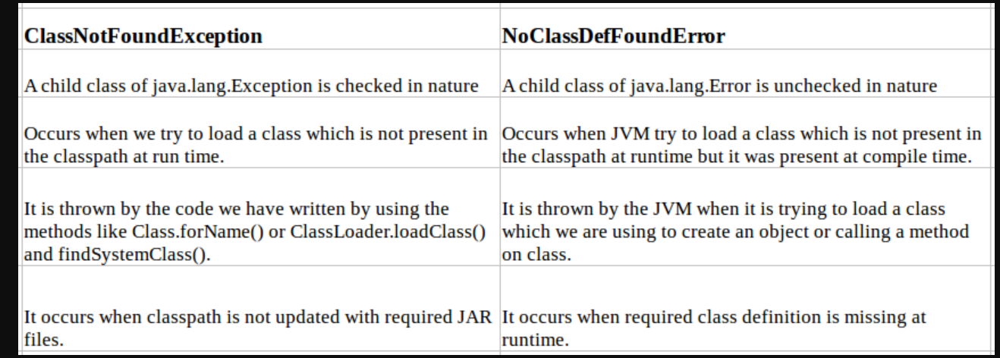 ClassNotFoundException
NoClassDefFoundError
A child class of java.lang.Exception is checked in nature
A child class of java.lang.Error is unchecked in nature
Occurs when we try to load a class which is not present in
the classpath at run time.
Occurs when JVM try to load a class which is not present in
the classpath at runtime but it was present at compile time.
It is thrown by the code we have written by using the
methods like Class.forName() or ClassLoader.loadClass()
and findSystemClass().
It is thrown by the JVM when it is trying to load a class
which we are using to create an object or calling a method
on class.
It occurs when classpath is not updated with required JAR
files.
It occurs when required class definition is missing at
runtime.